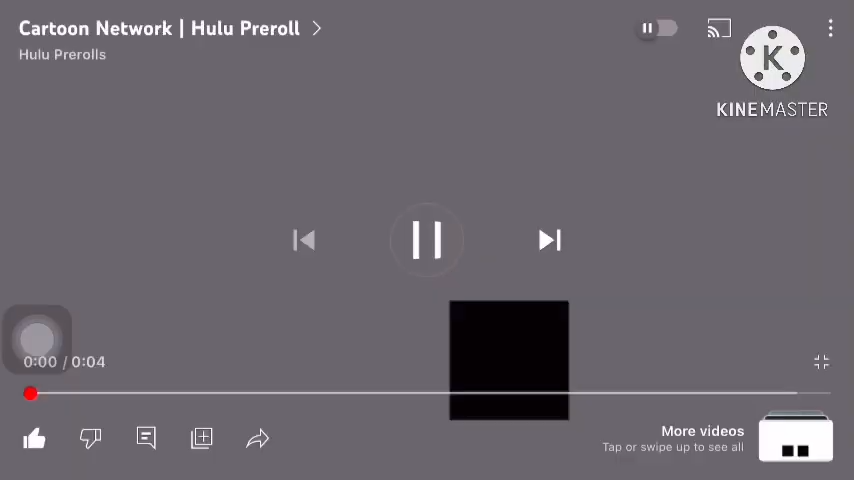 Cartoon Network | Hulu Preroll
Hulu Prerolls
K
KINEMASTER
0:00 / 0:04
More videos
Tap or swipe up to see all